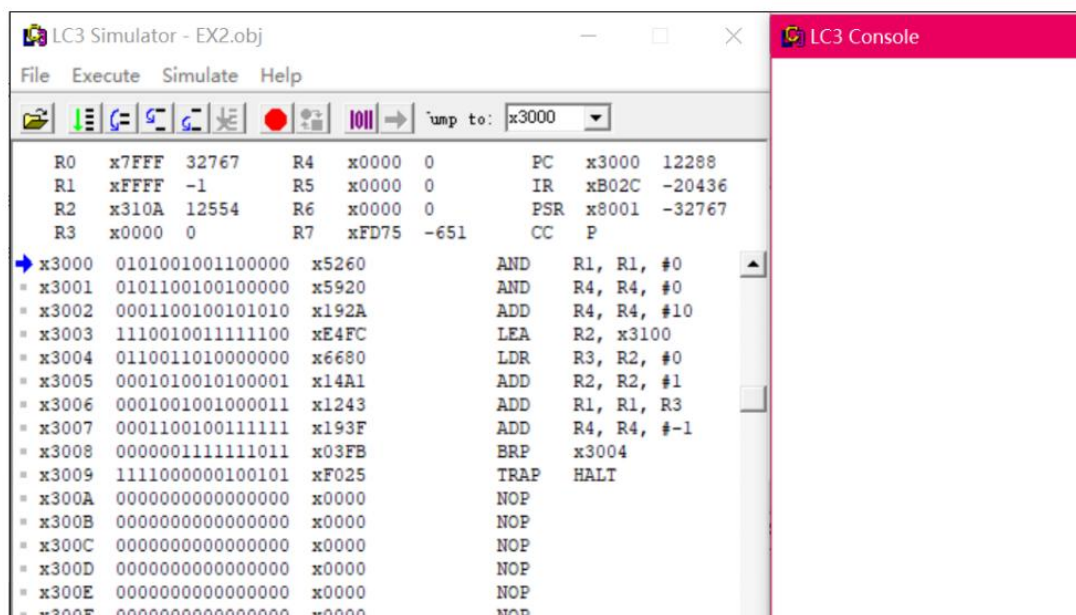 LC3 Simulator - EX2.obj
LC3 Console
File Execute Simulate Help
Jump to: x3000
R0 x7FFF 32767 R4 x0000 0 PC x3000 12288
R1 xFFFF -1 R5 x0000 0 IR xB02C -20436
R2 x310A 12554 R6 x0000 0 PSR x8001 -32767
R3 x0000 0 R7 xFD75 -651 CC P
x3000 0101001001100000 x5260 AND R1, R1, #0
x3001 0101100100100000 x5920 AND R4, R4, #0
x3002 0001100100101010 x192A ADD R4, R4, #10
x3003 1110010011111100 xE4FC LEA R2, x3100
x3004 0110011010000000 x6680 LDR R3, R2, #0
x3005 0001010010100001 x14A1 ADD R2, R2, #1
x3006 0001001001000011 x1243 ADD R1, R1, R3
x3007 0001100100111111 x193F ADD R4, R4, #-1
x3008 0000001111111011 x03FB BRP x3004
x3009 1111000000100101 xF025 TRAP HALT
x300A 0000000000000000 x0000 NOP
x300B 0000000000000000 x0000 NOP
x300C 0000000000000000 x0000 NOP
x300D 0000000000000000 x0000 NOP
x300E 0000000000000000 x0000 NOP
x300F 0000000000000000 x0000 NOP